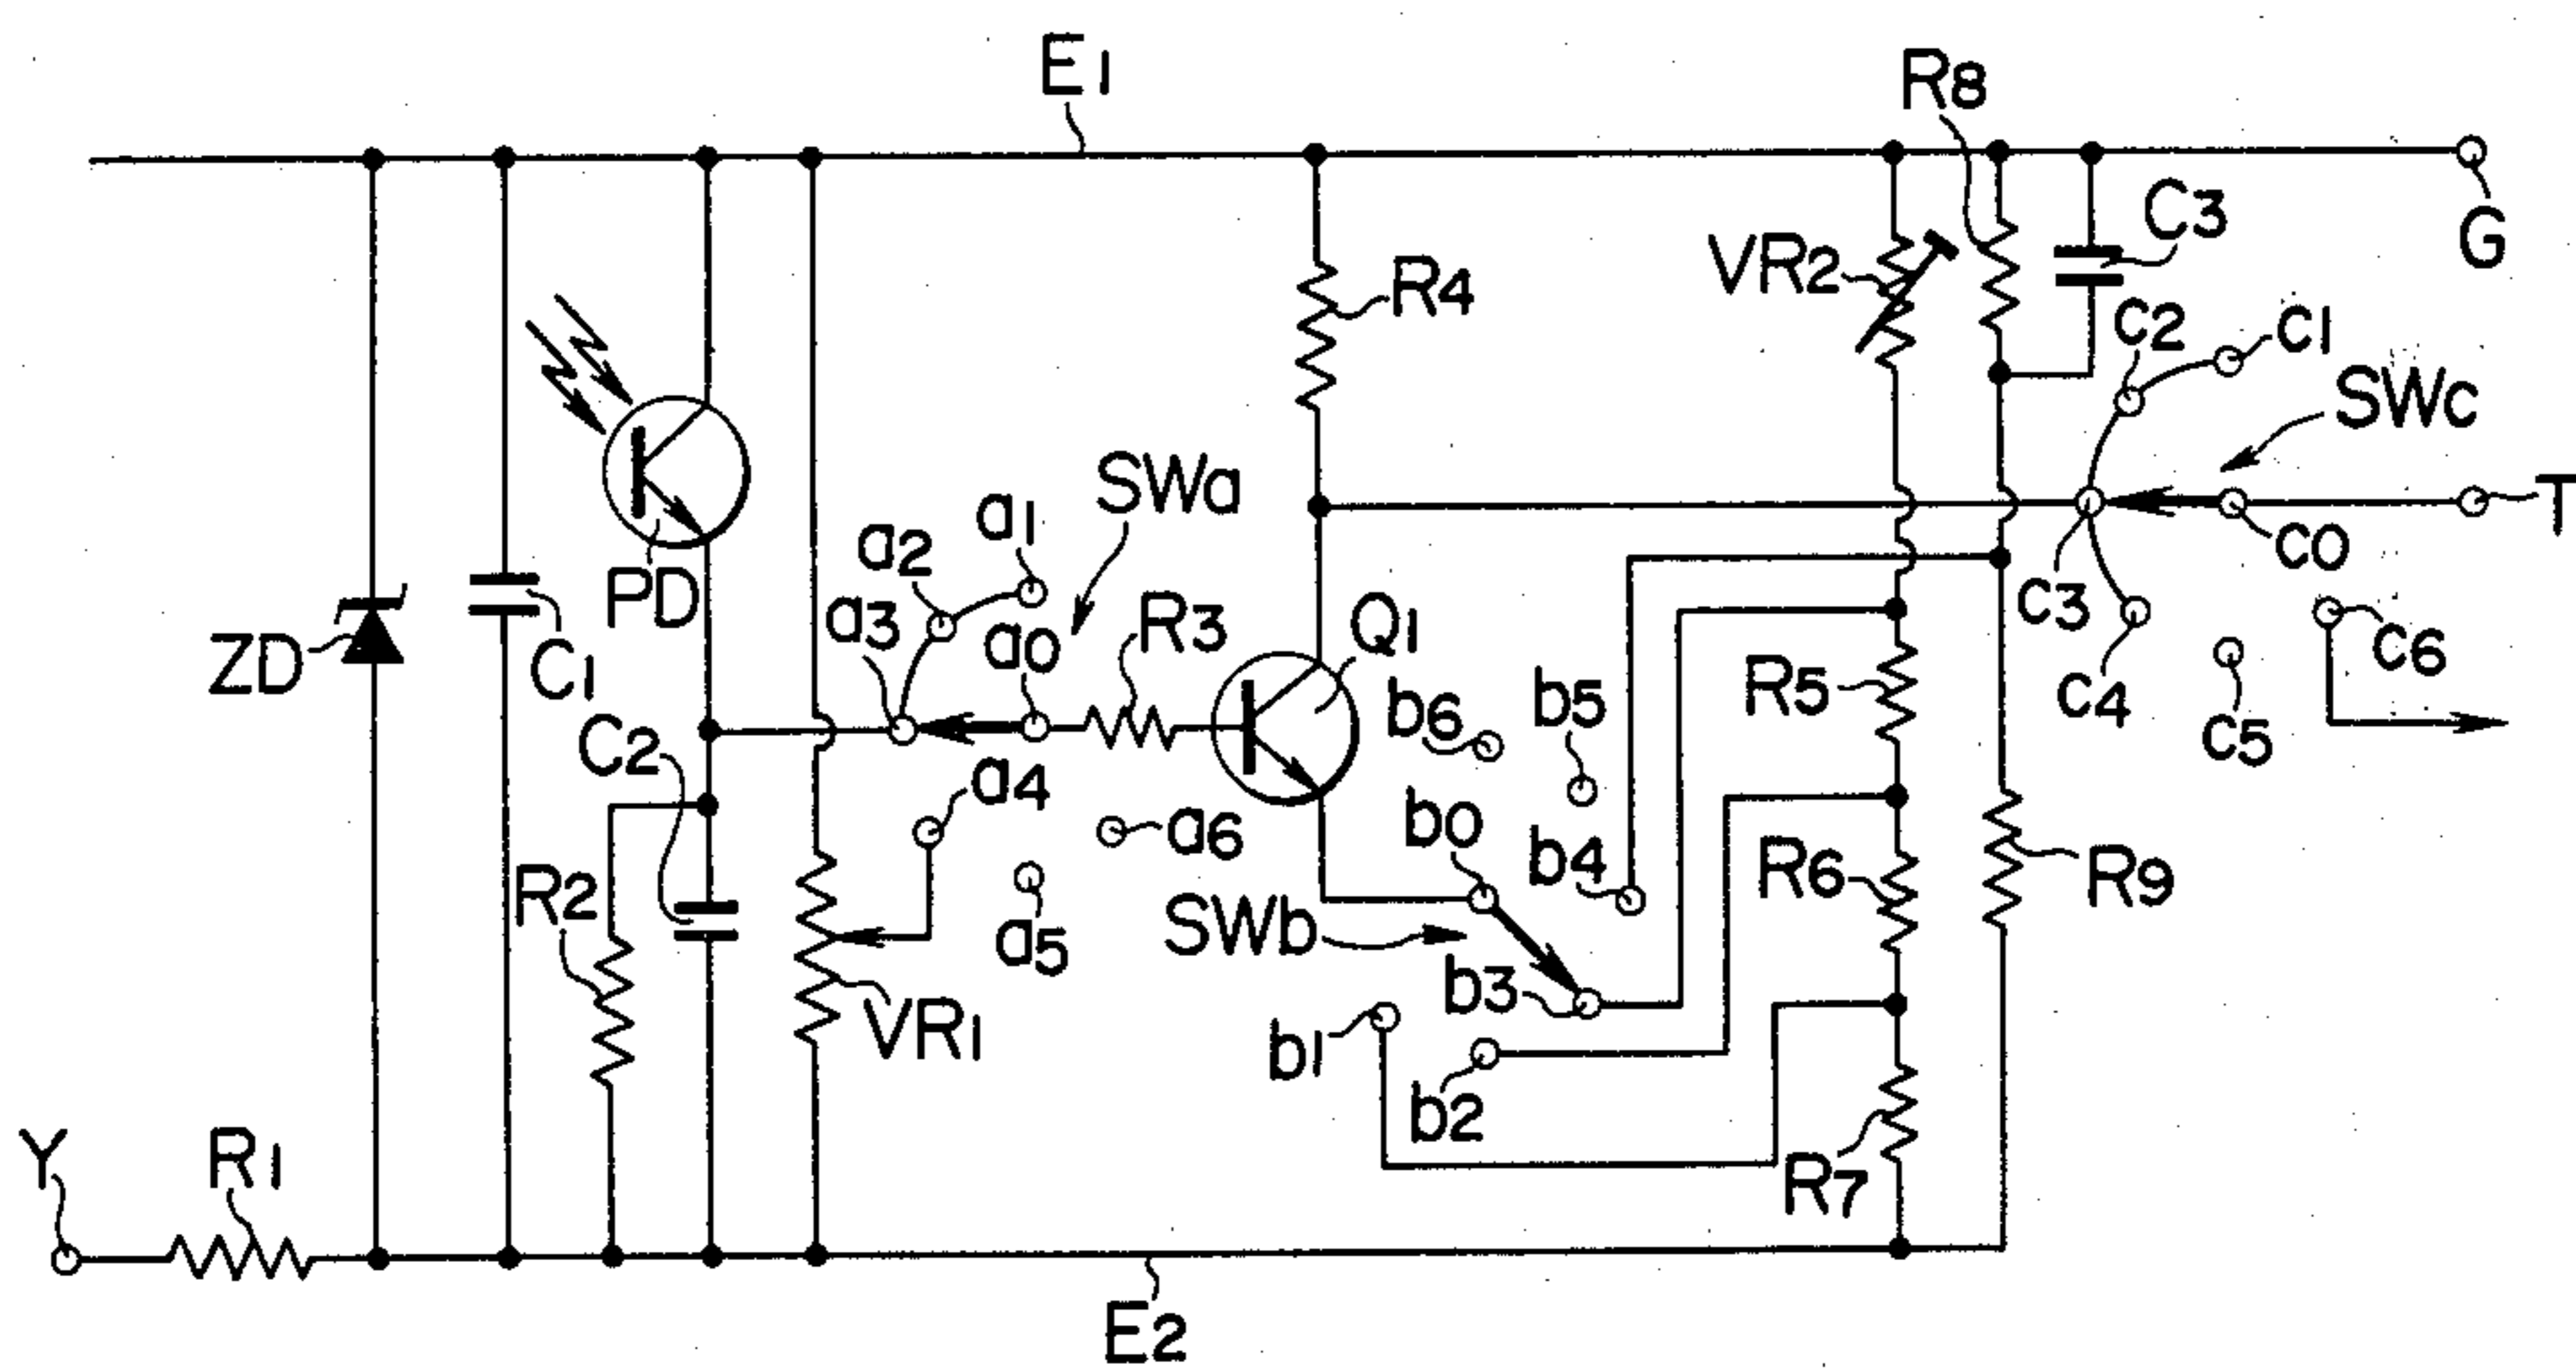 E1
R8
G
C3
VR2
R4
c2
c1
SWc
T
SWa
a1
a2
c0
c3
PD
a3
a0
R3
Q1
ZD
C1
c6
c4
R5
b6
b5
c5
C2
a4
a6
b0
b4
R6
R9
R2
a5
SWb
b3
VR1
b1
b2
Y
R1
R7
E2